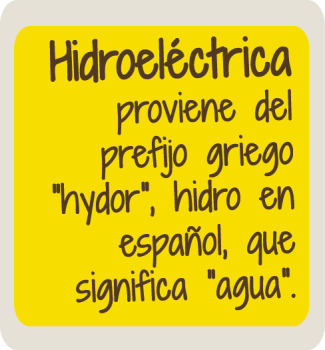 Hidroeléctrica
proviene del
prefijo griego
"hydor", hidro en
español, que
significa "agua".